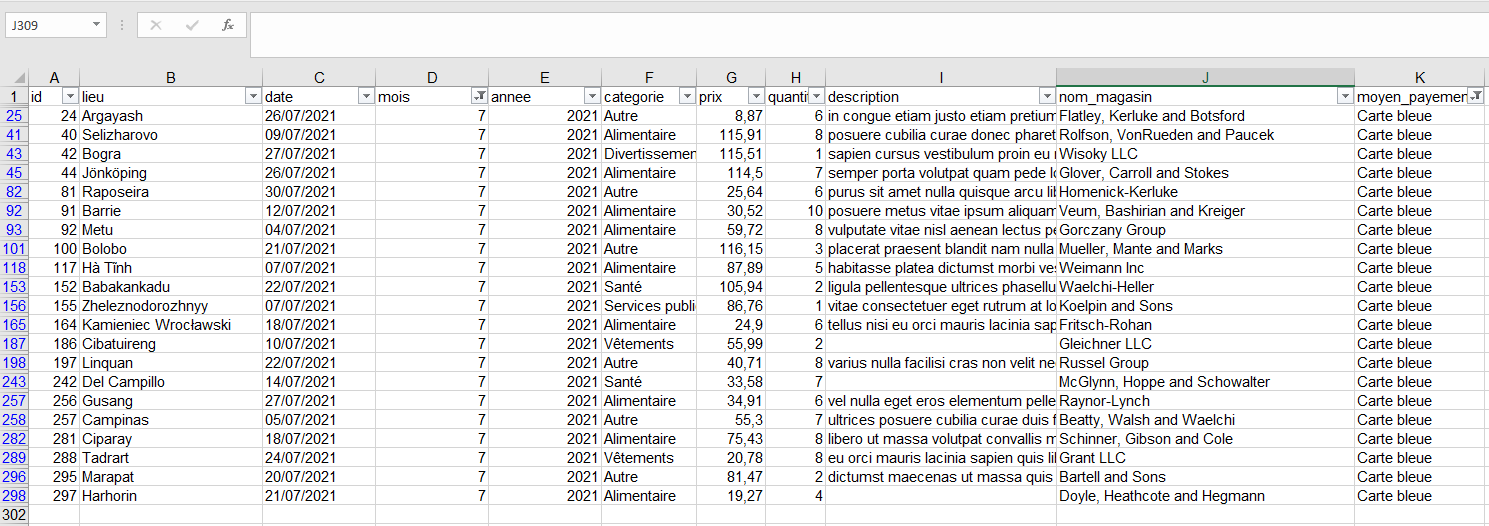 J309 fx
A B C D E F G H I J K
1 id lieu date mois annee categorie prix quanti description nom_magasin moyen_payemen
25 24 Argayash 26/07/2021 7 2021 Autre 8,87 6 in congue etiam justo etiam pretium Flatley, Kerluke and Botsford Carte bleue
41 40 Selizharovo 09/07/2021 7 2021 Alimentaire 115,91 8 posuere cubilia curae donec pharet Rolfson, VonRueden and Paucek Carte bleue
43 42 Bogra 27/07/2021 7 2021 Divertissemen 115,51 1 sapien cursus vestibulum proin eu Wisoky LLC Carte bleue
45 44 Jönköping 26/07/2021 7 2021 Alimentaire 114,5 7 semper porta volutpat quam pede Glover, Carroll and Stokes Carte bleue
82 81 Raposeira 30/07/2021 7 2021 Autre 25,64 6 purus sit amet nulla quisque arcu Homenick-Kerluke Carte bleue
92 91 Barrie 12/07/2021 7 2021 Alimentaire 30,52 10 posuere metus vitae ipsum aliquam Veum, Bashirian and Kreiger Carte bleue
93 92 Metu 04/07/2021 7 2021 Alimentaire 59,72 8 vulputate vitae nisl aenean lectus pe Gorczany Group Carte bleue
101 100 Bolobo 21/07/2021 7 2021 Autre 116,15 3 placerat praesent blandit nam nulla Mueller, Mante and Marks Carte bleue
118 117 Hà Tĩnh 07/07/2021 7 2021 Alimentaire 87,89 5 habitasse platea dictumst morbi ves Weimann Inc Carte bleue
153 152 Babakankadu 22/07/2021 7 2021 Santé 105,94 2 ligula pellentesque ultrices phasellu Waelchi-Heller Carte bleue
156 155 Zheleznodorozhnyy 07/07/2021 7 2021 Services publi 86,76 1 vitae consectetuer eget rutrum at lo Koelpin and Sons Carte bleue
165 164 Kamieniec Wrocławski 18/07/2021 7 2021 Alimentaire 24,9 6 tellus nisi eu orci mauris lacinia sap Fritsch-Rohan Carte bleue
187 186 Cibatuireng 10/07/2021 7 2021 Vêtements 55,99 2 Gleichner LLC Carte bleue
198 197 Linquan 22/07/2021 7 2021 Autre 40,71 8 varius nulla facilisi cras non velit ne Russel Group Carte bleue
243 242 Del Campillo 14/07/2021 7 2021 Santé 33,58 7 McGlynn, Hoppe and Schowalter Carte bleue
257 256 Gusang 27/07/2021 7 2021 Alimentaire 34,91 6 vel nulla eget eros elementum pelle Raynor-Lynch Carte bleue
258 257 Campinas 05/07/2021 7 2021 Autre 55,3 7 ultrices posuere cubilia curae duis f Beatty, Walsh and Waelchi Carte bleue
282 281 Ciparay 18/07/2021 7 2021 Alimentaire 75,43 8 libero ut massa volutpat convallis m Schinner, Gibson and Cole Carte bleue
289 288 Tadrart 24/07/2021 7 2021 Vêtements 20,78 8 eu orci mauris lacinia sapien quis li Grant LLC Carte bleue
296 295 Marapat 20/07/2021 7 2021 Autre 81,47 2 dictumst maecenas ut massa quis Bartell and Sons Carte bleue
298 297 Harhorin 21/07/2021 7 2021 Alimentaire 19,27 4 Doyle, Heathcote and Hegmann Carte bleue
302